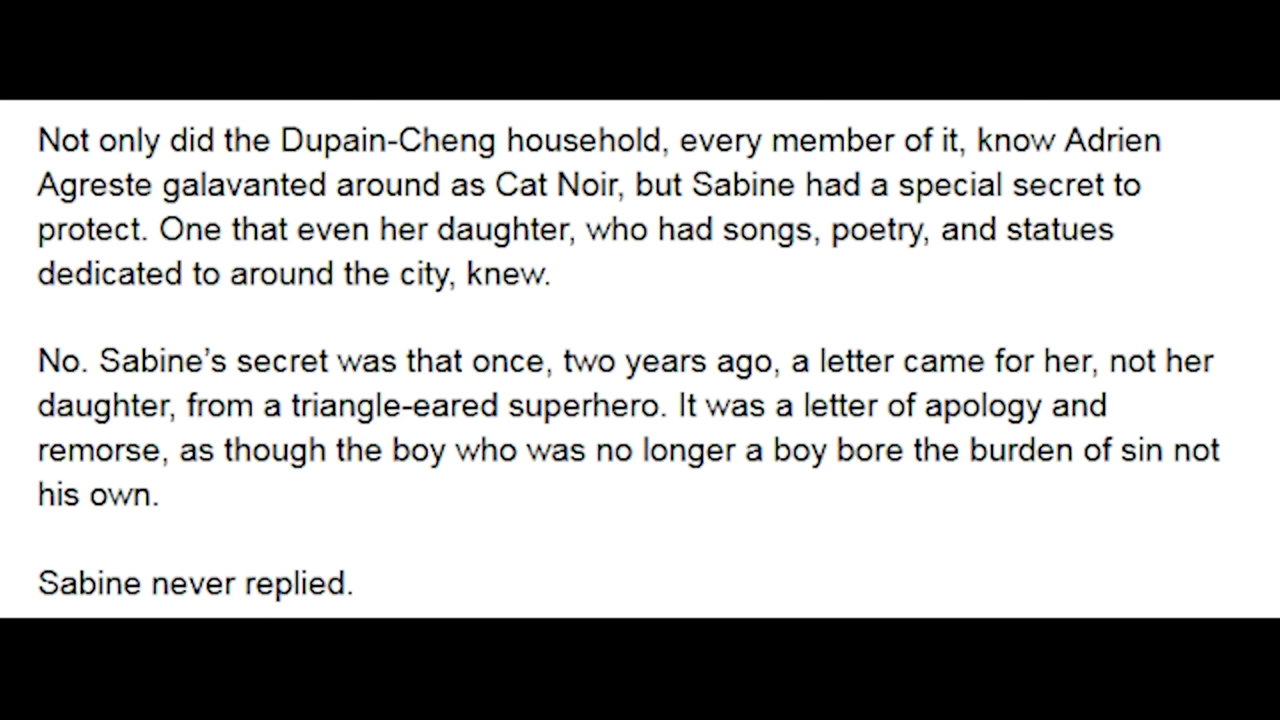 Not only did the Dupain-Cheng household, every member of it, know Adrien
Agreste galavanted around as Cat Noir, but Sabine had a special secret to
protect. One that even her daughter, who had songs, poetry, and statues
dedicated to around the city, knew.
No. Sabine’s secret was that once, two years ago, a letter came for her, not her
daughter, from a triangle-eared superhero. It was a letter of apology and
remorse, as though the boy who was no longer a boy bore the burden of sin not
his own.
Sabine never replied.